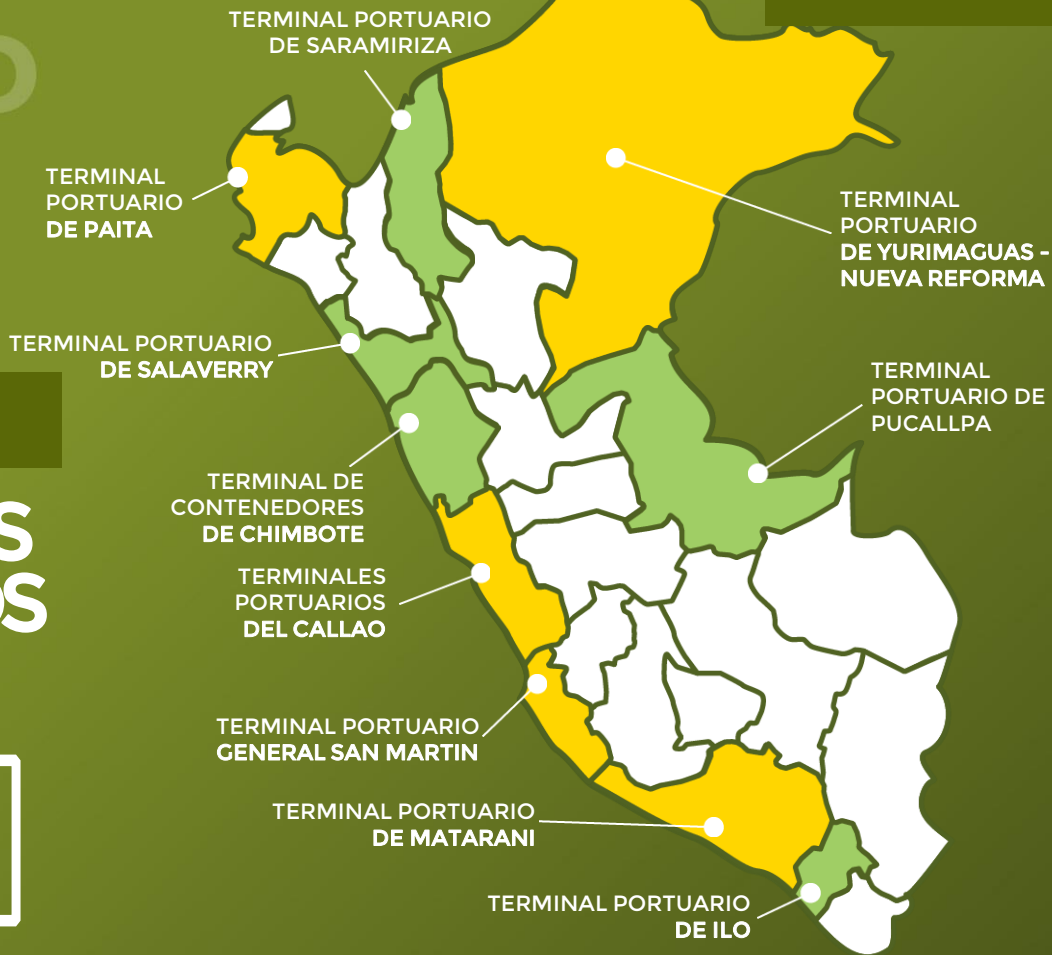 TERMINAL PORTUARIO
DE SARAMIRIZA
TERMINAL
PORTUARIO
DE PAITA
TERMINAL
PORTUARIO
DE YURIMAGUAS -
NUEVA REFORMA
TERMINAL PORTUARIO
DE SALAVERRY
TERMINAL
PORTUARIO DE
PUCALLPA
TERMINAL DE
CONTENEDORES
DE CHIMBOTE
TERMINALES
PORTUARIOS
DEL CALLAO
TERMINAL PORTUARIO
GENERAL SAN MARTIN
TERMINAL PORTUARIO
DE MATARANI
TERMINAL PORTUARIO
DE ILO